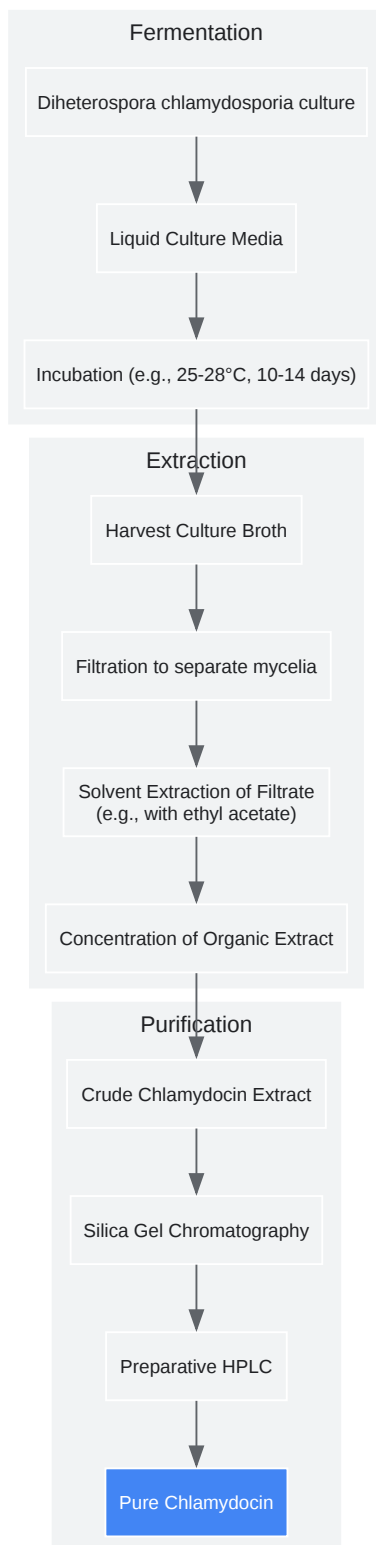 Fermentation
Diheterospora chlamydosporia culture
Liquid Culture Media
Incubation (e.g., 25-28°C, 10-14 days)
Extraction
Harvest Culture Broth
Filtration to separate mycelia
Solvent Extraction of Filtrate
(e.g., with ethyl acetate)
Concentration of Organic Extract
Purification
Crude Chlamydocin Extract
Silica Gel Chromatography
Preparative HPLC
Pure Chlamydocin